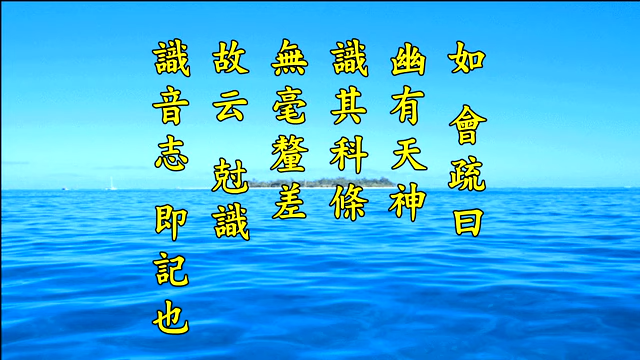 如 會疏曰
幽有天神
識其科條
無毫釐差
故云 尅識
識音志 即記也